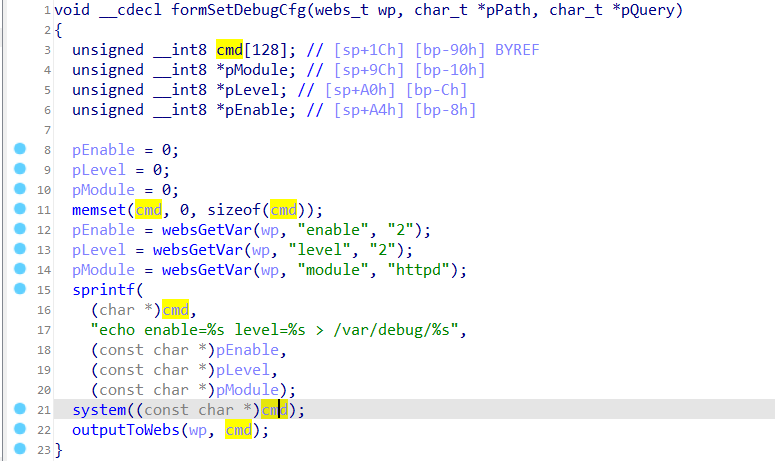 1 void __cdecl formSetDebugCfg(webs_t wp, char_t *pPath, char_t *pQuery)
2 {
3   unsigned __int8 cmd[128]; // [sp+1Ch] [bp-90h] BYREF
4   unsigned __int8 *pModule; // [sp+9Ch] [bp-10h]
5   unsigned __int8 *pLevel; // [sp+A0h] [bp-Ch]
6   unsigned __int8 *pEnable; // [sp+A4h] [bp-8h]
7
8   pEnable = 0;
9   pLevel = 0;
10   pModule = 0;
11   memset(cmd, 0, sizeof(cmd));
12   pEnable = websGetVar(wp, "enable", "2");
13   pLevel = websGetVar(wp, "level", "2");
14   pModule = websGetVar(wp, "module", "httpd");
15   sprintf(
16     (char *)cmd,
17     "echo enable=%s level=%s > /var/debug/%s",
18     (const char *)pEnable,
19     (const char *)pLevel,
20     (const char *)pModule);
21   system((const char *)cmd);
22   outputToWebs(wp, cmd);
23 }